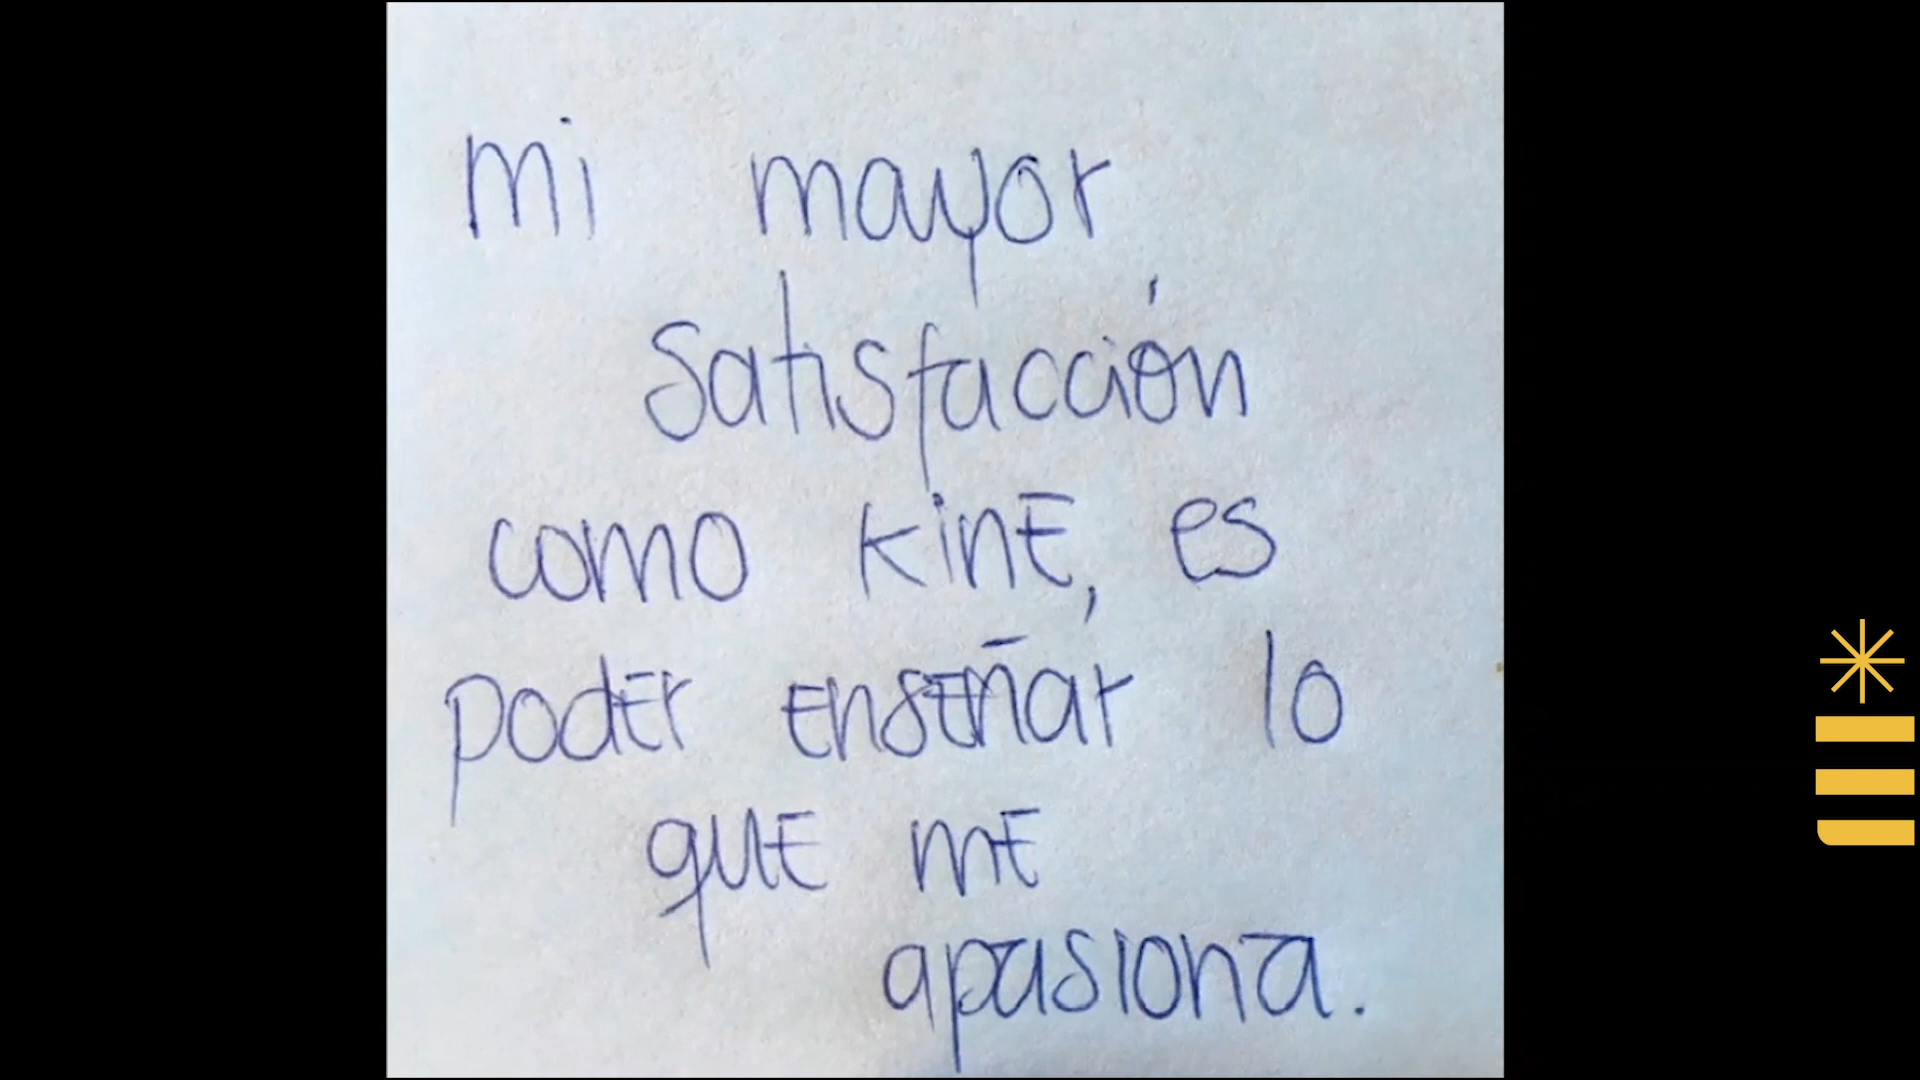 mi mayor
satisfacción
como kinE, es
podEr EnsEñar lo
quE mE
apasiona.